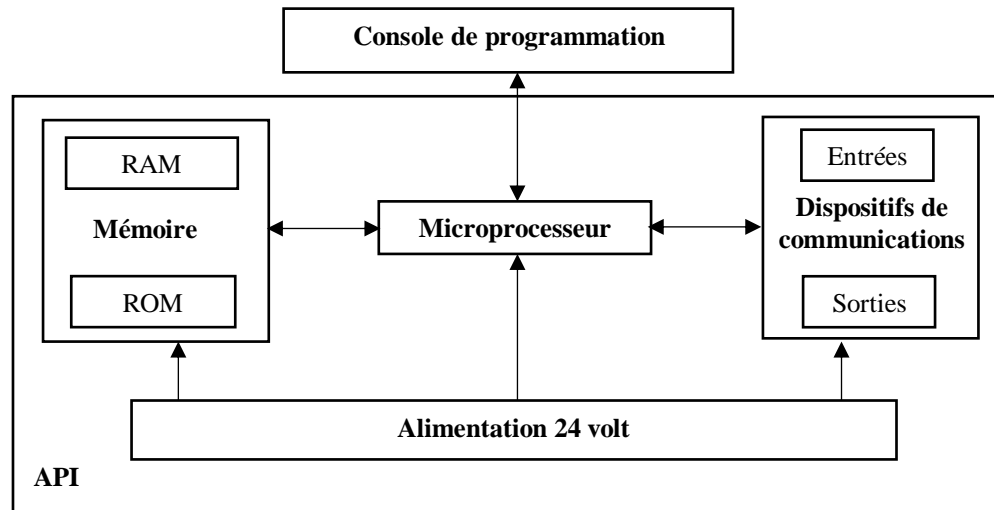 Console de programmation
RAM
Mémoire
ROM
Microprocesseur
Entrées
Dispositifs de
communications
Sorties
Alimentation 24 volt
API